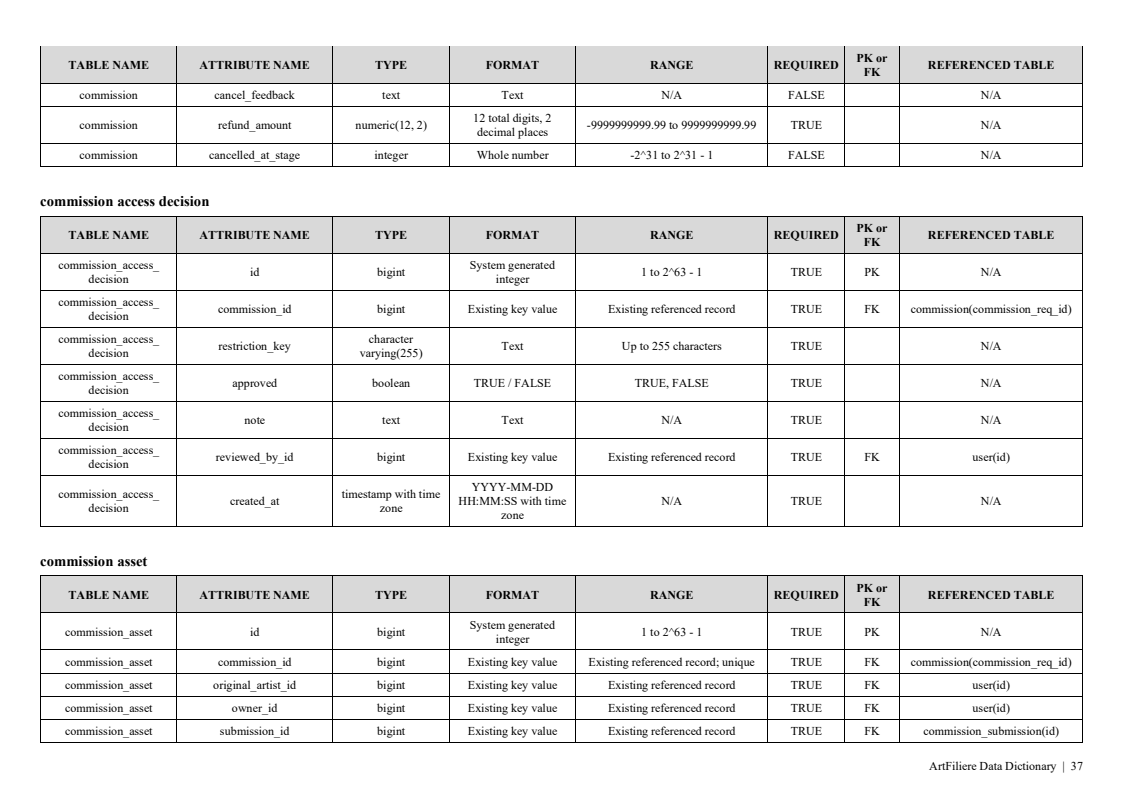 TABLE NAME ATTRIBUTE NAME TYPE FORMAT RANGE REQUIRED PK or FK REFERENCED TABLE
commission cancel_feedback text Text N/A FALSE N/A
commission refund_amount numeric(12, 2) 12 total digits, 2 decimal places -9999999999.99 to 9999999999.99 TRUE N/A
commission cancelled_at_stage integer Whole number -2^31 to 2^31 - 1 FALSE N/A
commission access decision
TABLE NAME ATTRIBUTE NAME TYPE FORMAT RANGE REQUIRED PK or FK REFERENCED TABLE
commission_access_decision id bigint System generated integer 1 to 2^63 - 1 TRUE PK N/A
commission_access_decision commission_id bigint Existing key value Existing referenced record TRUE FK commission(commission_req_id)
commission_access_decision restriction_key character varying(255) Text Up to 255 characters TRUE N/A
commission_access_decision approved boolean TRUE / FALSE TRUE, FALSE TRUE N/A
commission_access_decision note text Text N/A TRUE N/A
commission_access_decision reviewed_by_id bigint Existing key value Existing referenced record TRUE FK user(id)
commission_access_decision created_at timestamp with time zone YYYY-MM-DD HH:MM:SS with time zone N/A TRUE N/A
commission asset
TABLE NAME ATTRIBUTE NAME TYPE FORMAT RANGE REQUIRED PK or FK REFERENCED TABLE
commission_asset id bigint System generated integer 1 to 2^63 - 1 TRUE PK N/A
commission_asset commission_id bigint Existing key value Existing referenced record; unique TRUE FK commission(commission_req_id)
commission_asset original_artist_id bigint Existing key value Existing referenced record TRUE FK user(id)
commission_asset owner_id bigint Existing key value Existing referenced record TRUE FK user(id)
commission_asset submission_id bigint Existing key value Existing referenced record TRUE FK commission_submission(id)
ArtFiliere Data Dictionary | 37